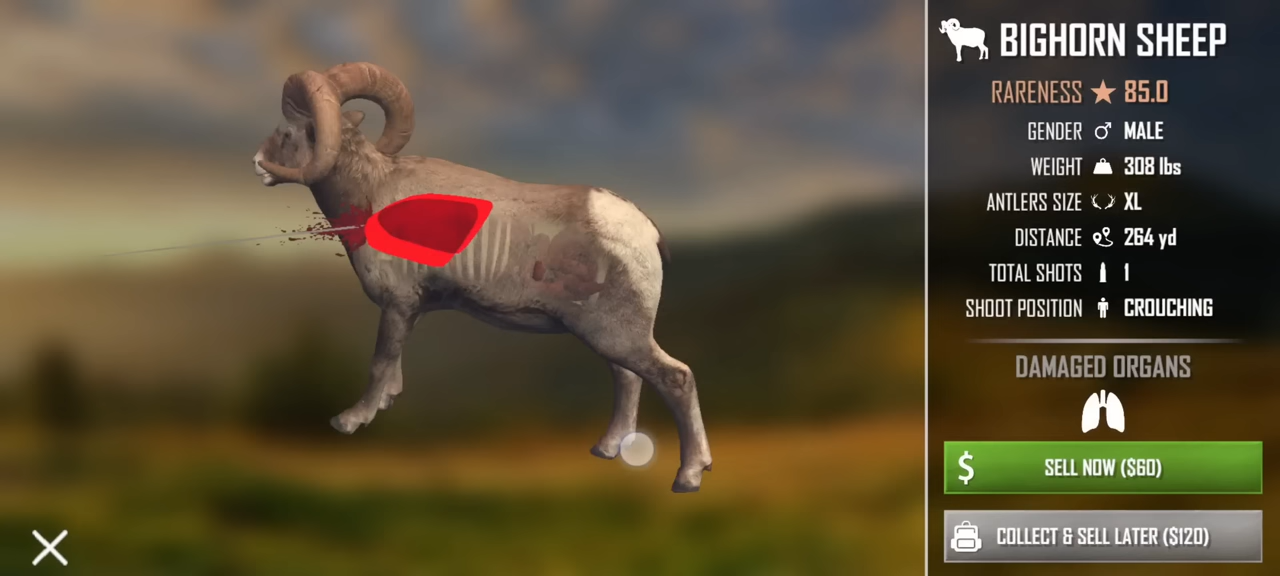 BIGHORN SHEEP
RARENESS 85.0
GENDER MALE
WEIGHT 308 lbs
ANTLERS SIZE XL
DISTANCE 264 yd
TOTAL SHOTS 1
SHOOT POSITION CROUCHING
DAMAGED ORGANS
$ SELL NOW ($60)
COLLECT & SELL LATER ($120)